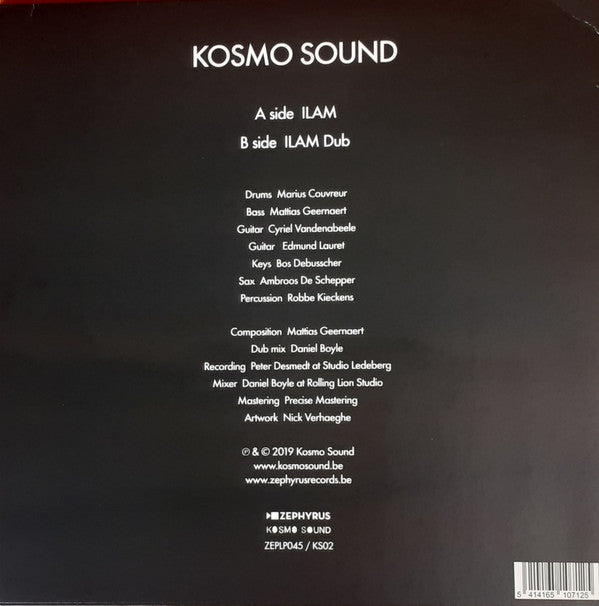 KOSMO SOUND
A side ILAM
B side ILAM Dub
Drums Marius Couvreur
Bass Mattias Geernaert
Guitar Cyriel Vandenabeele
Guitar Edmund Lauret
Keys Bos Debusscher
Sax Ambroos De Schepper
Percussion Robbe Kieckens
Composition Mattias Geernaert
Dub mix Daniel Boyle
Recording Peter Desmedt at Studio Ledeberg
Mixer Daniel Boyle at Rolling Lion Studio
Mastering Precise Mastering
Artwork Nick Verhaeghe
℗ & © 2019 Kosmo Sound
www.kosmosound.be
www.zephyrusrecords.be
ZEPHYRUS
KOSMO SOUND
ZEPLP045 / KS02
5 414165 107125